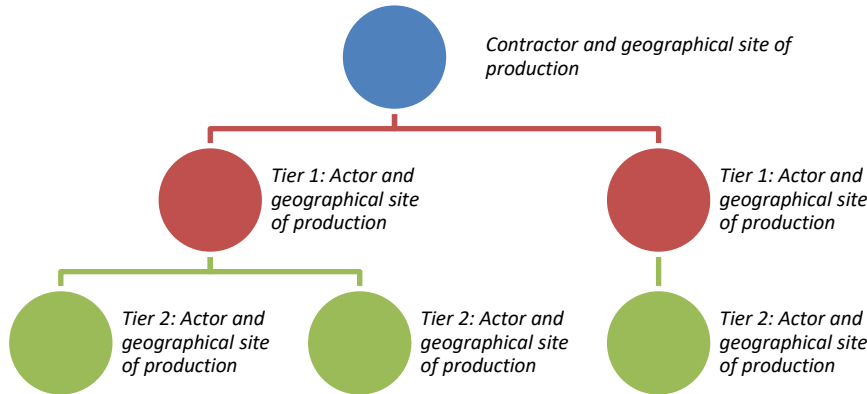 Contractor and geographical site of
production
Tier 1: Actor and
geographical site
of production
Tier 1: Actor and
geographical site
of production
Tier 2: Actor and
geographical site
of production
Tier 2: Actor and
geographical site
of production
Tier 2: Actor and
geographical site
of production